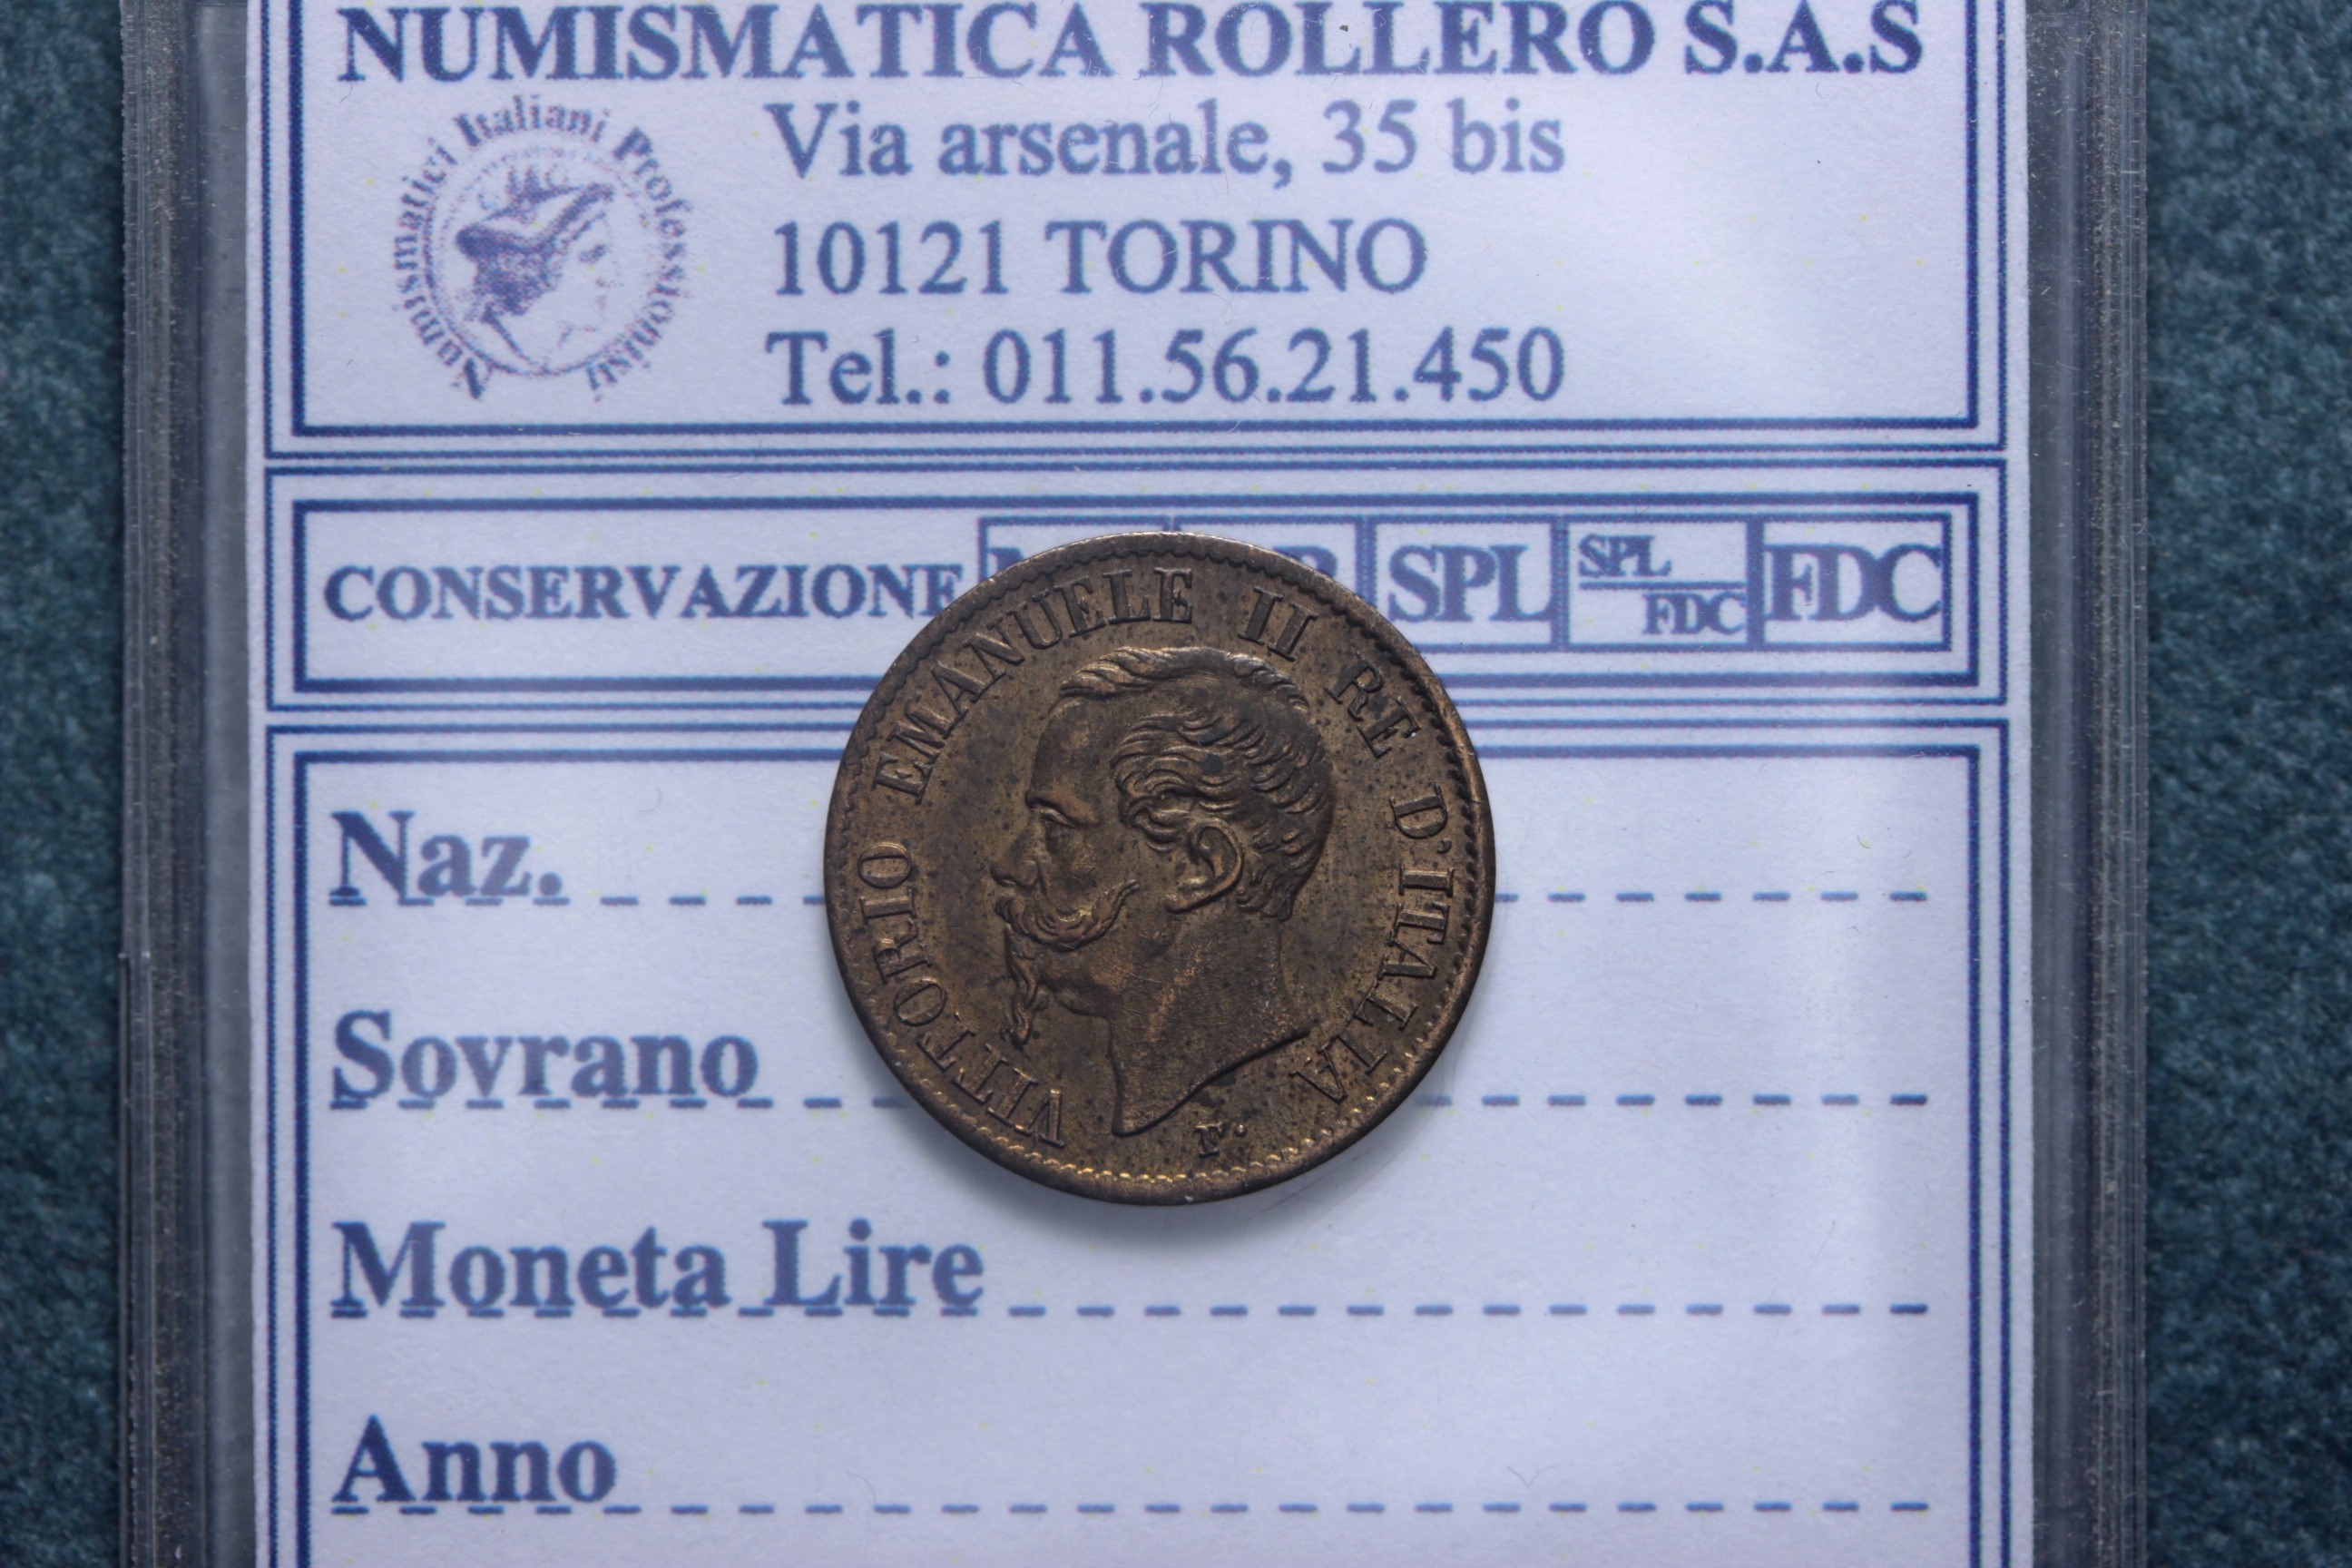 NUMISMATICA ROLLERO S.A.S
Numismatici Italiani Professionisti
Via arsenale, 35 bis
10121 TORINO
Tel.: 011.56.21.450
CONSERVAZIONE SPL SPL FDC FDC
VITTORIO EMANUELE II RE D'ITALIA
F.
Naz.
Sovrano
Moneta Lire
Anno